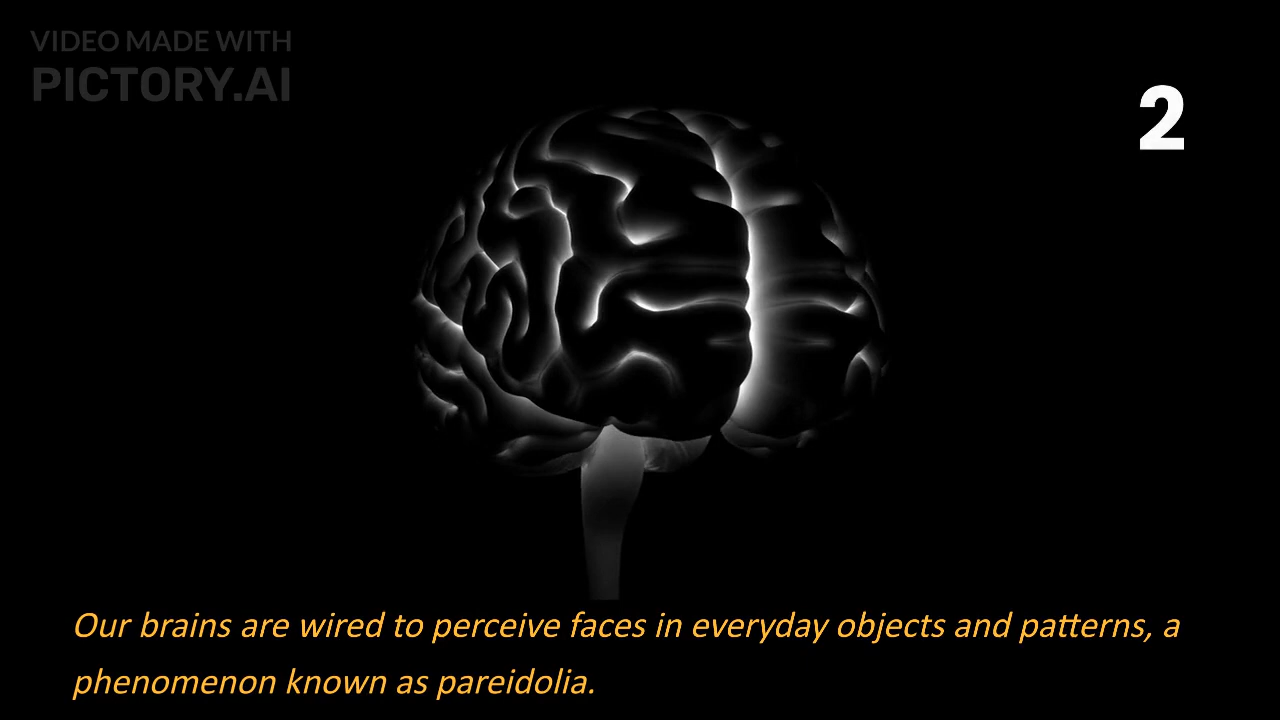 VIDEO MADE WITH
PICTORY.AI
2
Our brains are wired to perceive faces in everyday objects and patterns, a
phenomenon known as pareidolia.